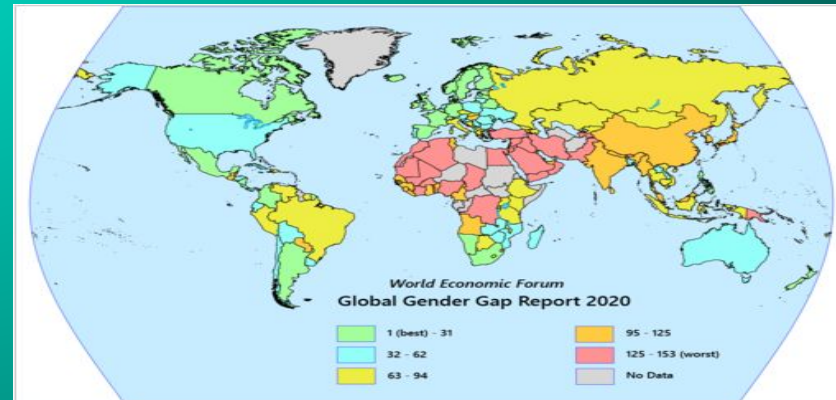 World Economic Forum
Global Gender Gap Report 2020
1 (best) - 31
32 - 62
63 - 94
95 - 125
125 - 153 (worst)
No Data